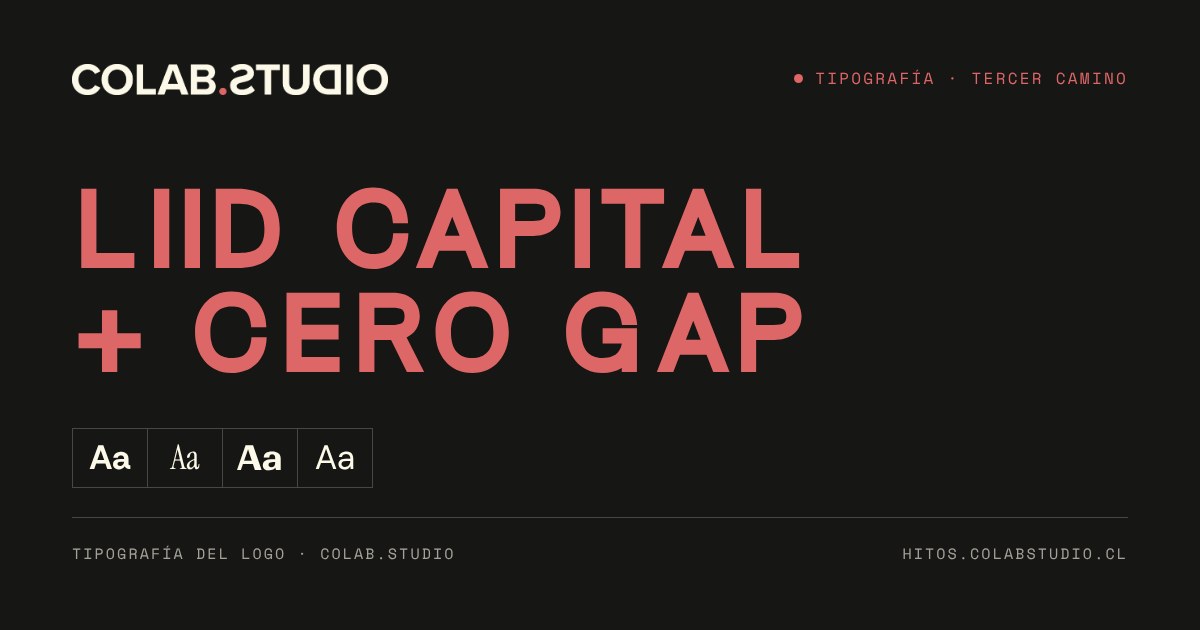 COLAB.STUDIO
TIPOGRAFÍA · TERCER CAMINO
LIID CAPITAL
+ CERO GAP
Aa Aa Aa Aa
TIPOGRAFÍA DEL LOGO · COLAB.STUDIO
HITOS.COLABSTUDIO.CL